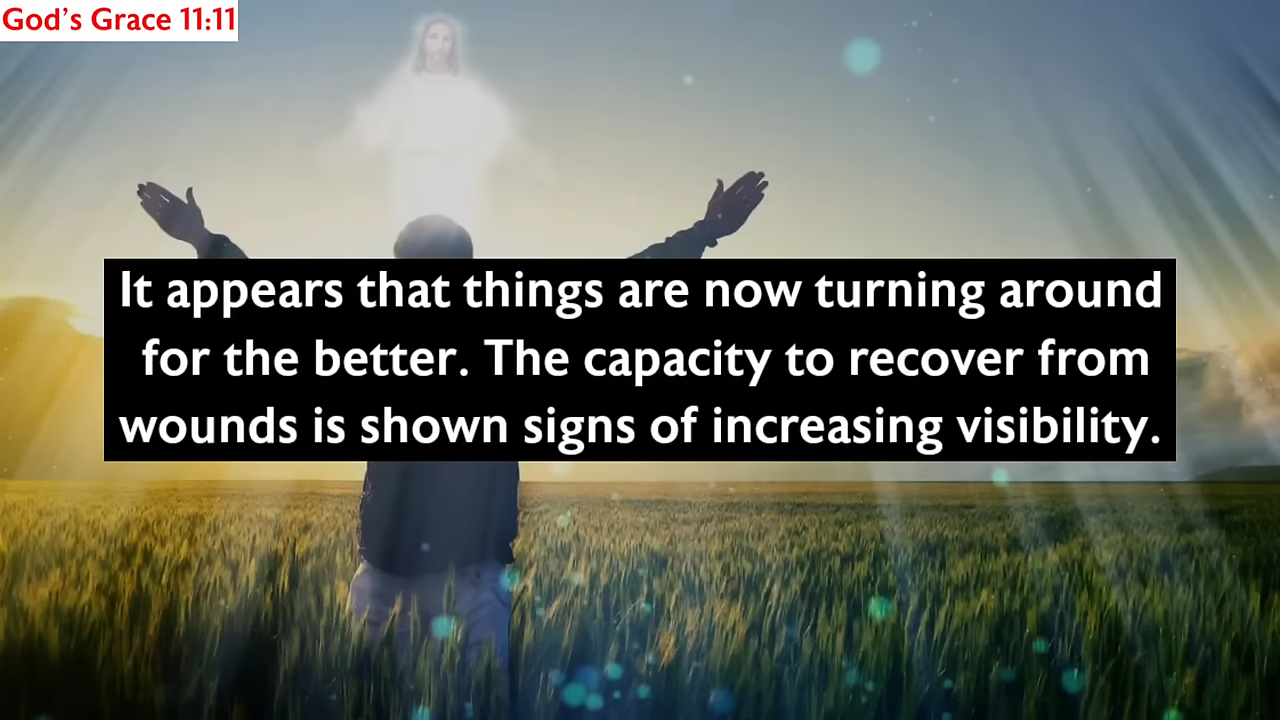 God’s Grace 11:11
It appears that things are now turning around
for the better. The capacity to recover from
wounds is shown signs of increasing visibility.